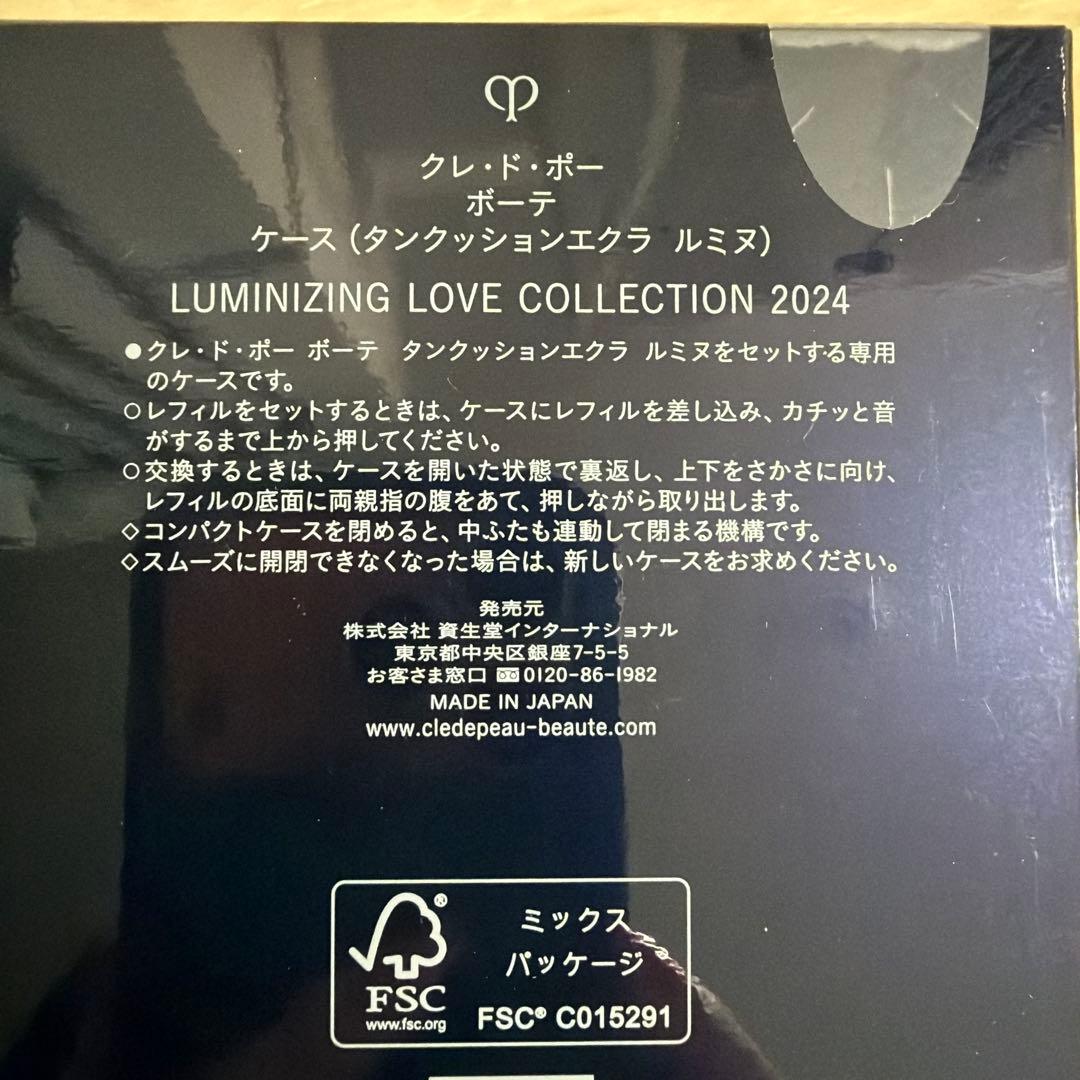 クレ・ド・ポー
ボーテ
ケース（タンクッションエクラ ルミヌ）
LUMINIZING LOVE COLLECTION 2024
●クレ・ド・ポー ボーテ タンクッションエクラ ルミヌをセットする専用
のケースです。
○レフィルをセットするときは、ケースにレフィルを差し込み、カチッと音
がするまで上から押してください。
○交換するときは、ケースを開いた状態で裏返し、上下をさかさに向け、
レフィルの底面に両親指の腹をあて、押しながら取り出します。
◇コンパクトケースを閉めると、中ふたも連動して閉まる機構です。
◇スムーズに開閉できなくなった場合は、新しいケースをお求めください。
発売元
株式会社 資生堂インターナショナル
東京都中央区銀座7-5-5
お客さま窓口 0120-86-1982
MADE IN JAPAN
www.cledepeau-beaute.com
FSC®
www.fsc.org
ミックス
パッケージ
FSC® C015291